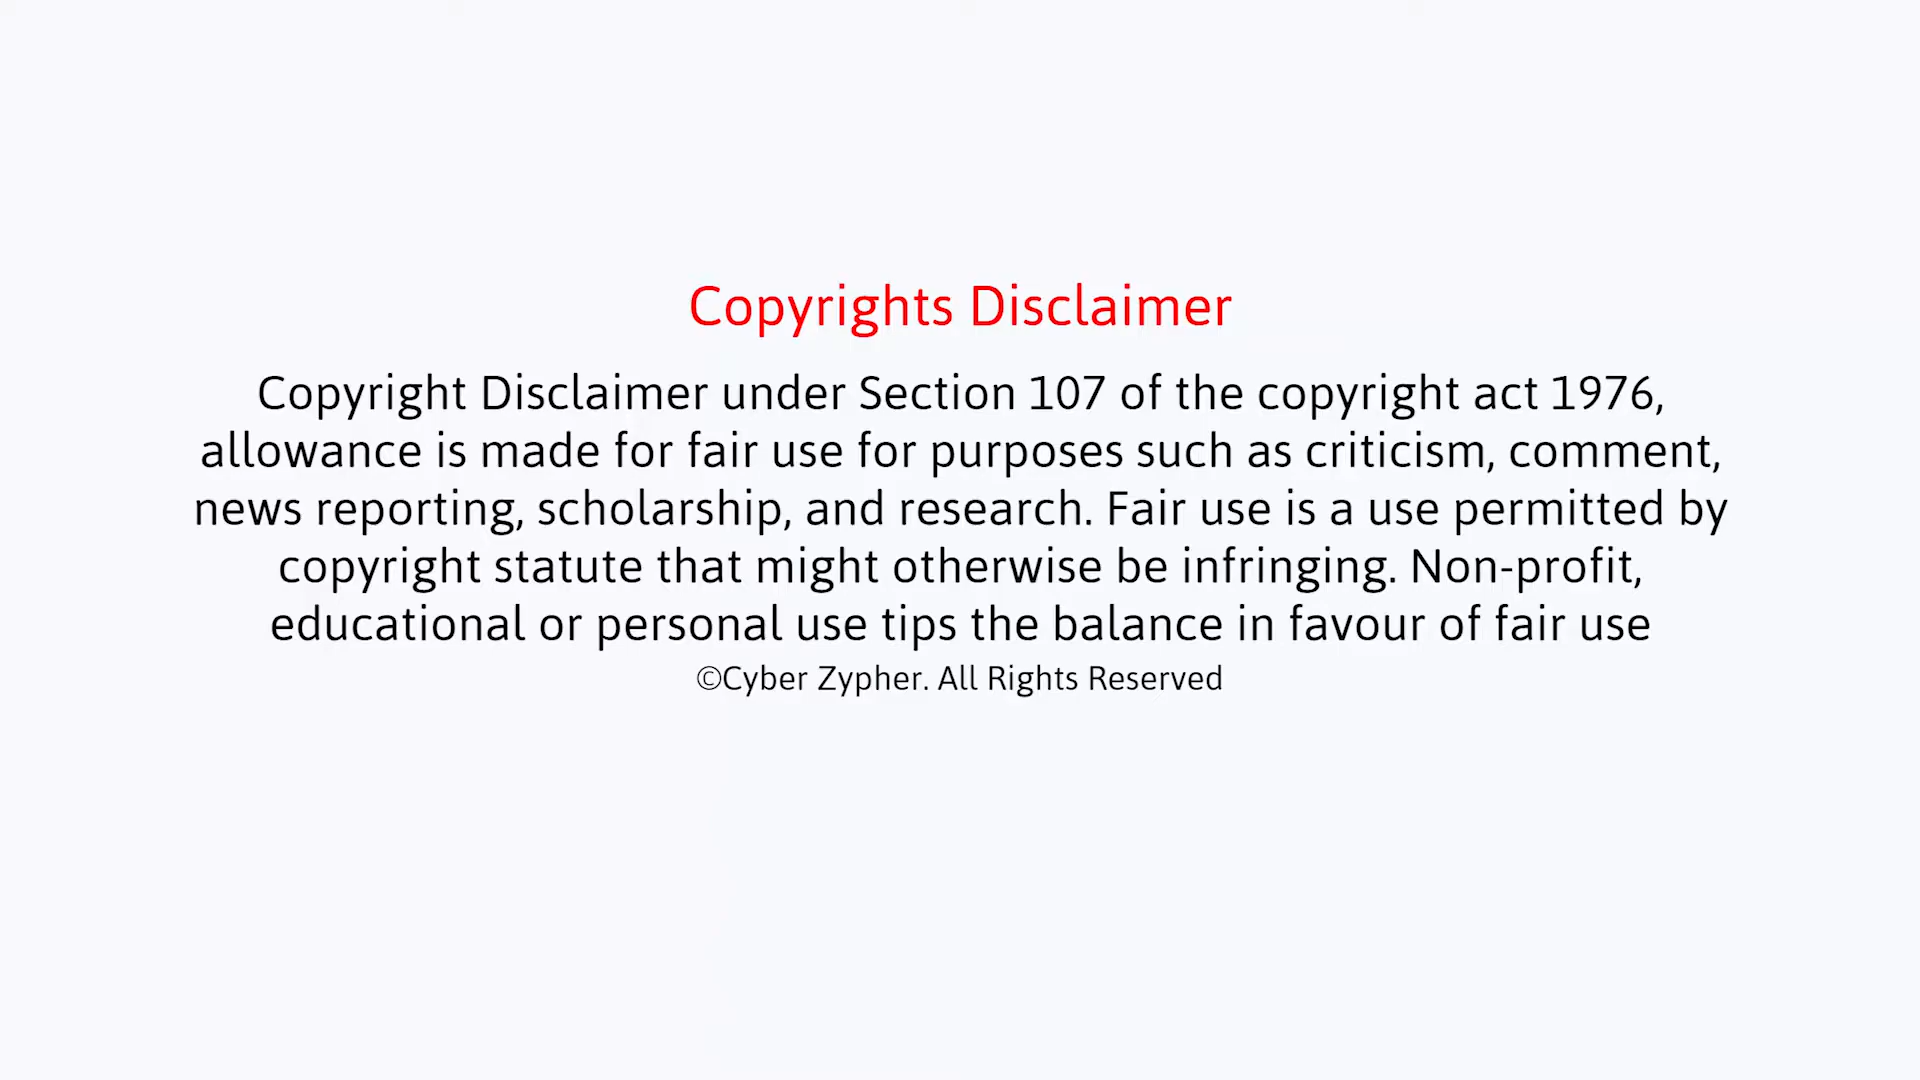 Copyrights Disclaimer
Copyright Disclaimer under Section 107 of the copyright act 1976,
allowance is made for fair use for purposes such as criticism, comment,
news reporting, scholarship, and research. Fair use is a use permitted by
copyright statute that might otherwise be infringing. Non-profit,
educational or personal use tips the balance in favour of fair use
©Cyber Zypher. All Rights Reserved